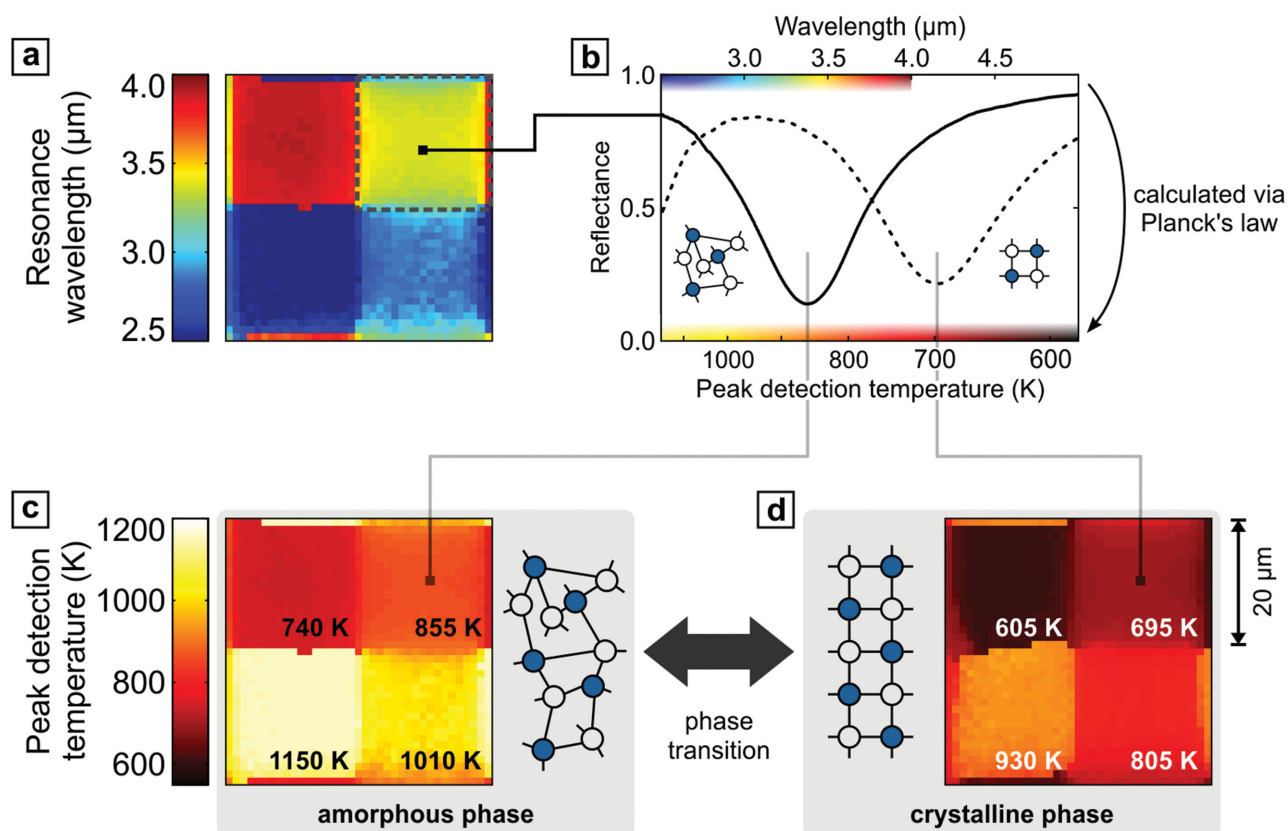 a
Resonance
wavelength (µm)
4.0
3.5
3.0
2.5
b
Wavelength (µm)
3.0
3.5
4.0
4.5
Reflectance
1.0
0.5
0.0
1000
800
700
600
Peak detection temperature (K)
calculated via
Planck's law
c
Peak detection
temperature (K)
1200
1000
800
600
740 K
855 K
1150 K
1010 K
amorphous phase
phase
transition
d
605 K
695 K
930 K
805 K
20 µm
crystalline phase